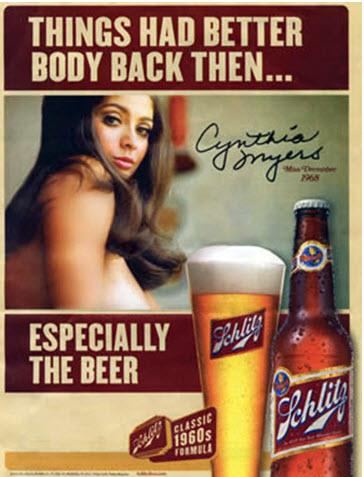 THINGS HAD BETTER
BODY BACK THEN...
Cynthia
Myers
Miss December
1968
ESPECIALLY
THE BEER
Schlitz
Schlitz
Schlitz
CLASSIC
1960s
FORMULA